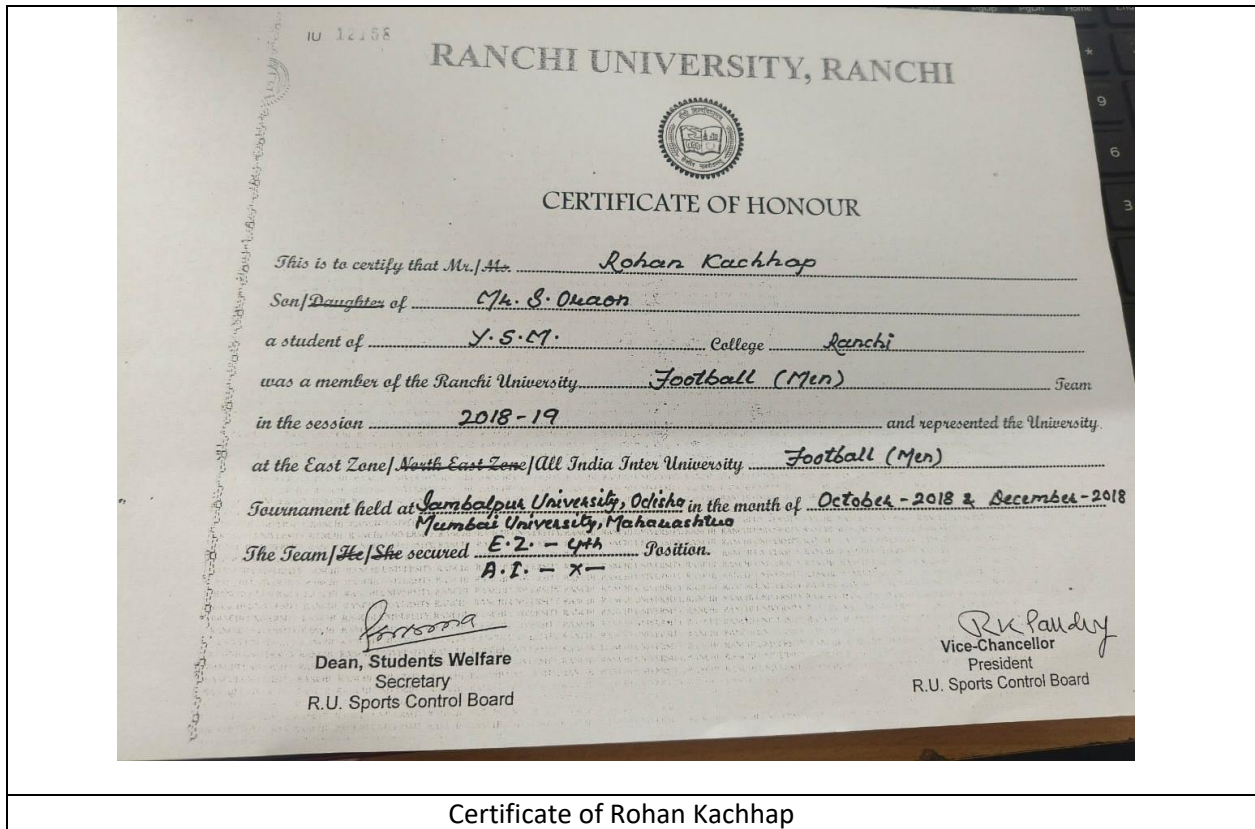 IU 12158
RANCHI UNIVERSITY, RANCHI
CERTIFICATE OF HONOUR
This is to certify that Mr./Ms. Rohan Kachhap
Son/Daughter of Mr. S. Oraon
a student of Y.S.M. College Ranchi
was a member of the Ranchi University Football (Men) Team
in the session 2018-19 and represented the University
at the East Zone/North East Zone/All India Inter University Football (Men)
Tournament held at Sambalpur University, Odisha in the month of October-2018 & December-2018
Mumbai University, Maharashtra
The Team/He/She secured E.Z. - 4th Position.
A.I. - x-
RK Pandey
Dean, Students Welfare
Secretary
R.U. Sports Control Board
Vice-Chancellor
President
R.U. Sports Control Board
Certificate of Rohan Kachhap